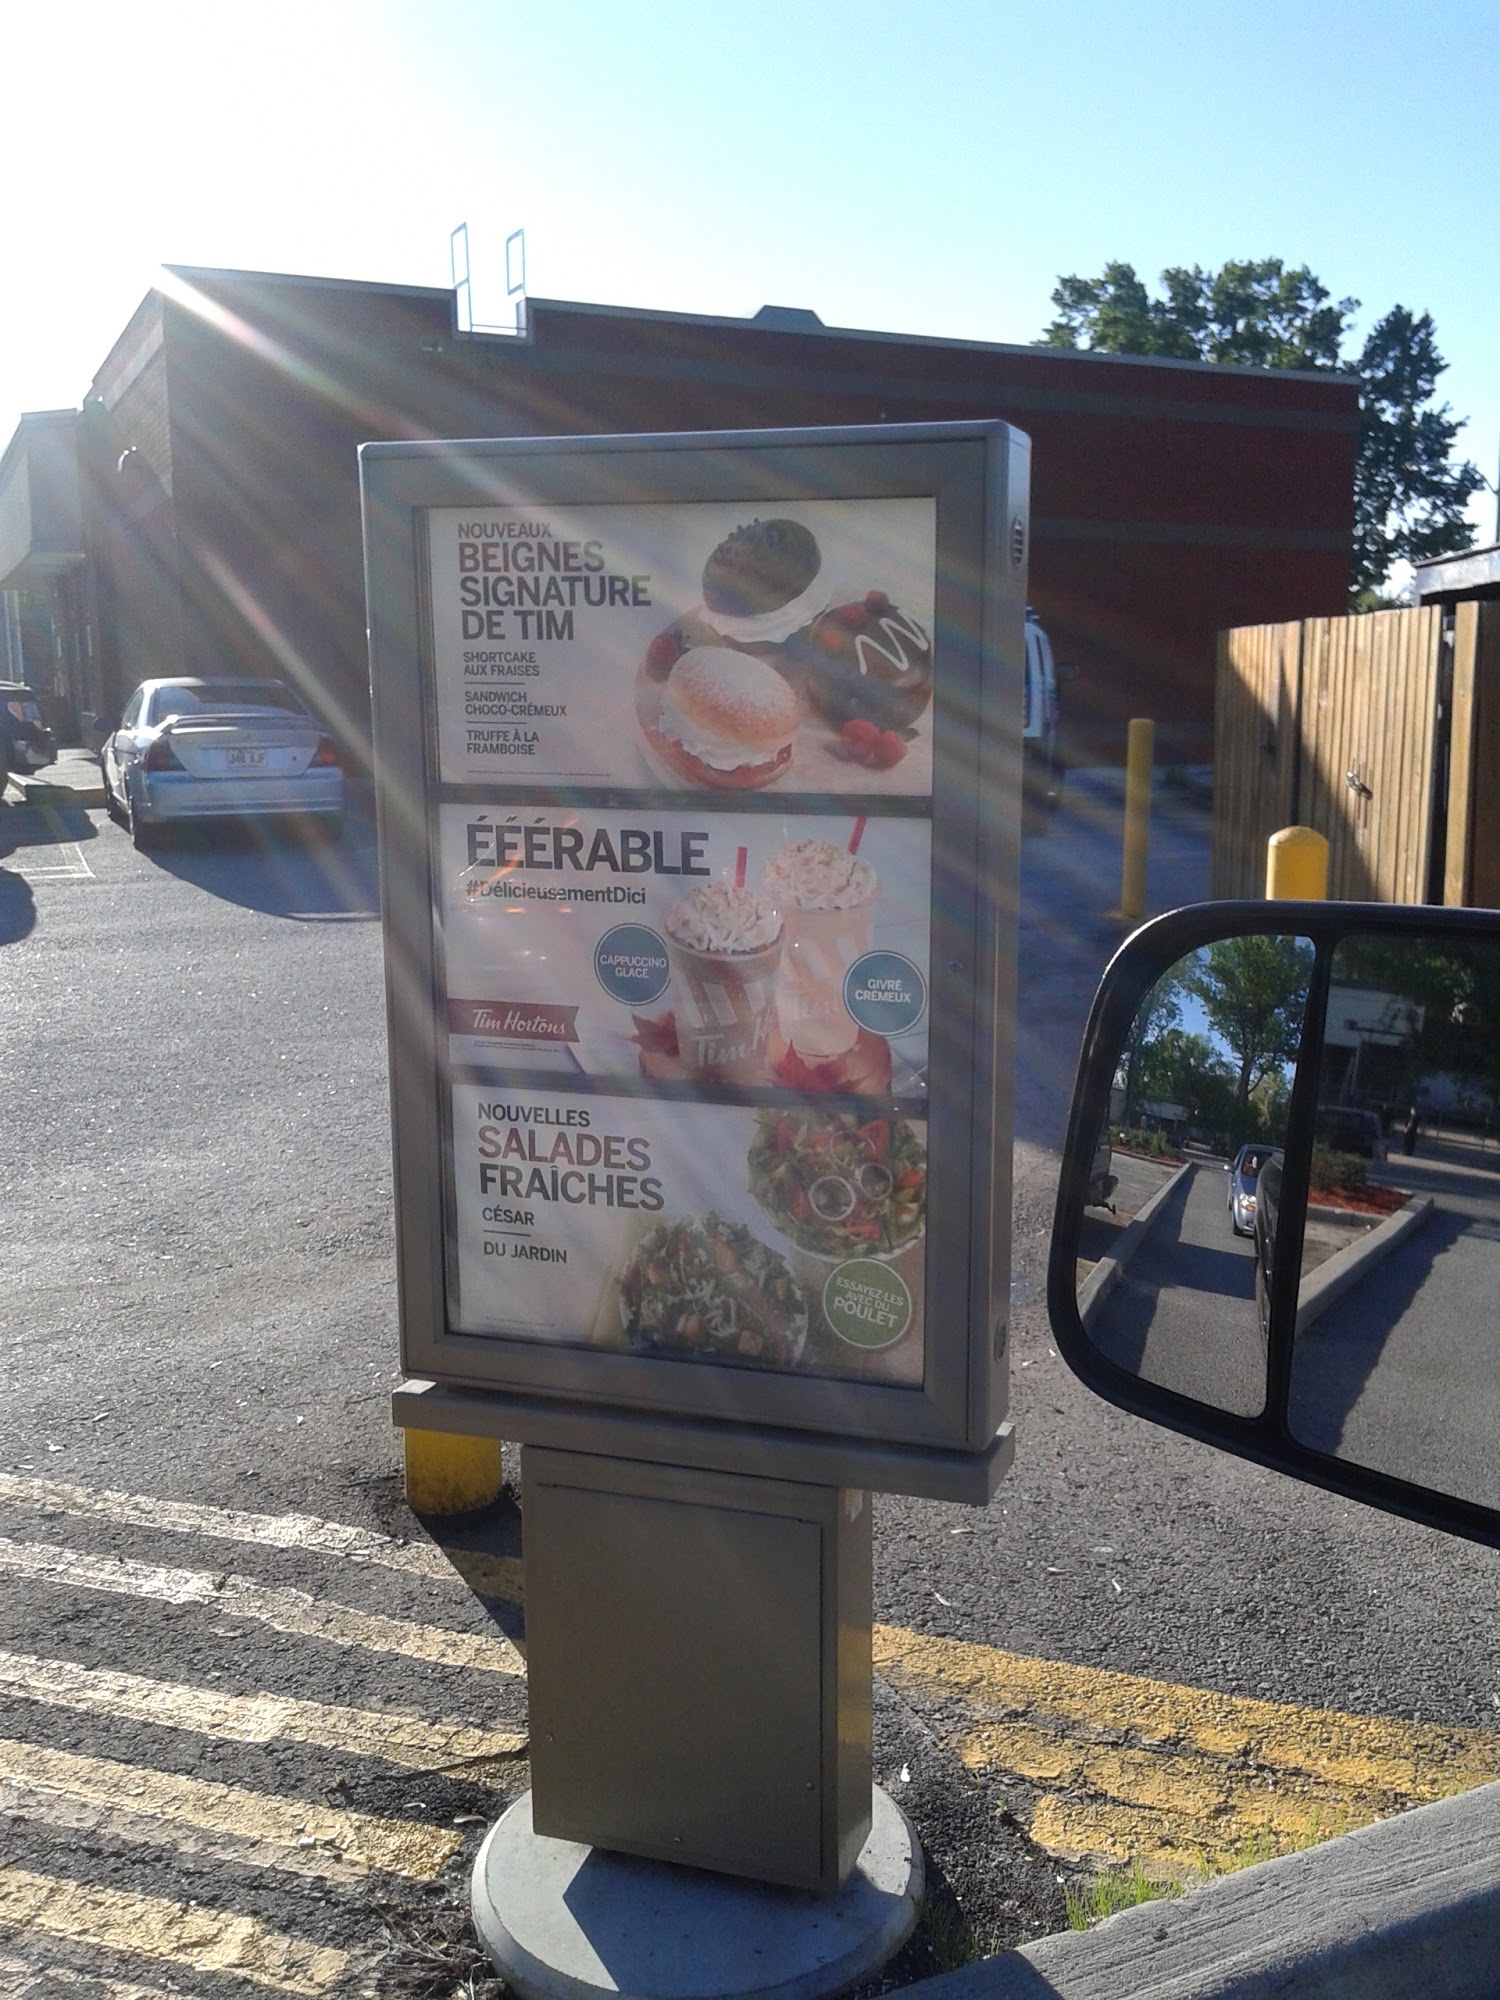 NOUVEAUX
BEIGNES
SIGNATURE
DE TIM
SHORTCAKE
AUX FRAISES
SANDWICH
CHOCO-CRÉMEUX
TRUFFE À LA
FRAMBOISE
ÉÉÉRABLE
#DélicieusementDici
CAPPUCCINO
GLACÉ
GIVRÉ
CRÉMEUX
Tim Hortons
Tim H
NOUVELLES
SALADES
FRAÎCHES
CÉSAR
DU JARDIN
ESSAYEZ-LES
AVEC DU
POULET